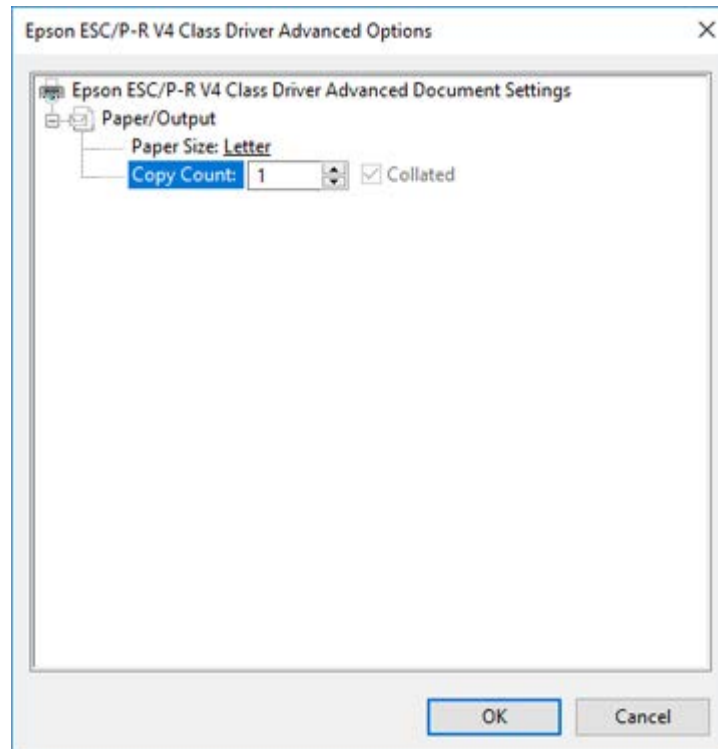 Epson ESC/P-R V4 Class Driver Advanced Options
Epson ESC/P-R V4 Class Driver Advanced Document Settings
Paper/Output
Paper Size: Letter
Copy Count: 1 Collated
OK Cancel